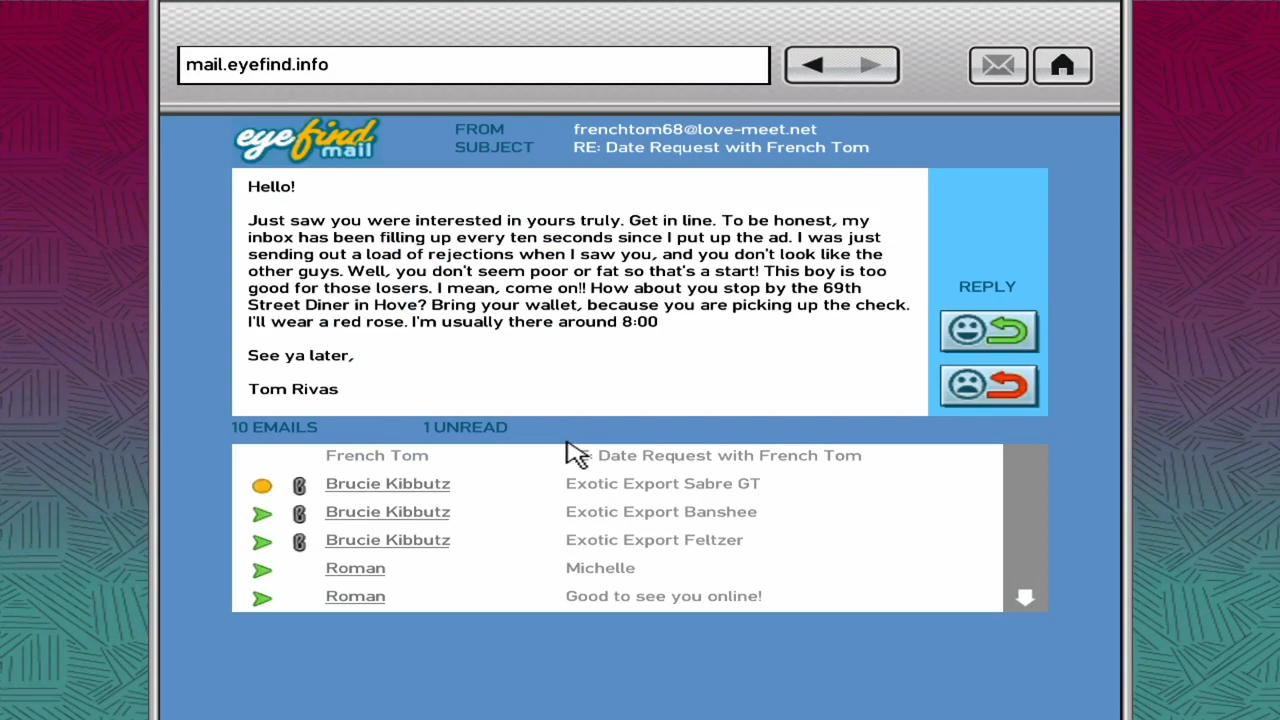 mail.eyefind.info
eyefind mail
FROM frenchtom68@love-meet.net
SUBJECT RE: Date Request with French Tom
Hello!
Just saw you were interested in yours truly. Get in line. To be honest, my
inbox has been filling up every ten seconds since I put up the ad. I was just
sending out a load of rejections when I saw you, and you don't look like the
other guys. Well, you don't seem poor or fat so that's a start! This boy is too
good for those losers. I mean, come on!! How about you stop by the 69th
Street Diner in Hove? Bring your wallet, because you are picking up the check.
I'll wear a red rose. I'm usually there around 8:00
See ya later,
Tom Rivas
REPLY
10 EMAILS 1 UNREAD
French Tom Date Request with French Tom
Brucie Kibbutz Exotic Export Sabre GT
Brucie Kibbutz Exotic Export Banshee
Brucie Kibbutz Exotic Export Feltzer
Roman Michelle
Roman Good to see you online!